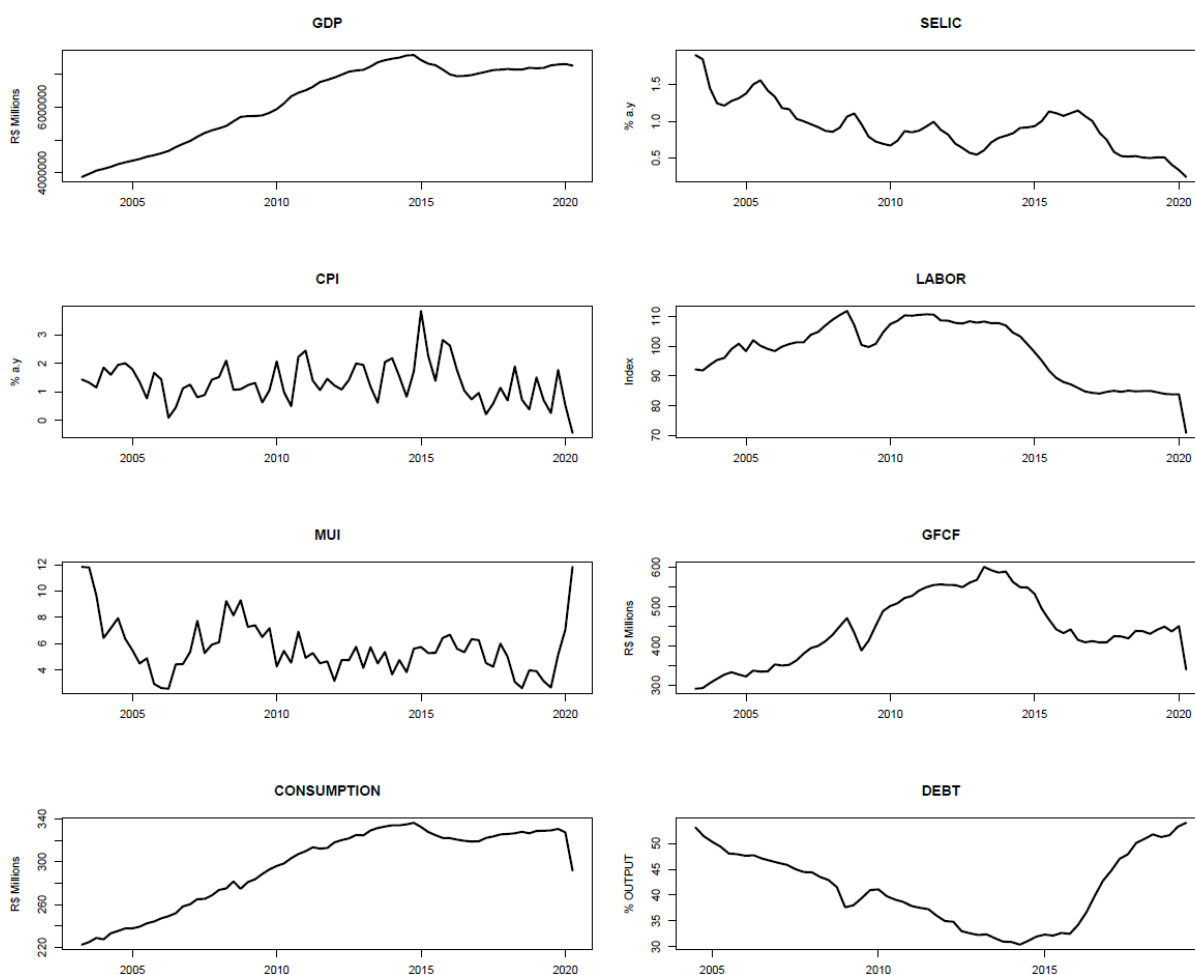 GDP
R$ Millions
4000000 6000000
2005 2010 2015 2020
SELIC
% a.y
0.5 1.0 1.5
2005 2010 2015 2020
CPI
% a.y
0 1 2 3
2005 2010 2015 2020
LABOR
Index
70 80 90 100 110
2005 2010 2015 2020
MUI
4 6 8 10 12
2005 2010 2015 2020
GFCF
R$ Millions
300 400 500 600
2005 2010 2015 2020
CONSUMPTION
R$ Millions
220 260 300 340
2005 2010 2015 2020
DEBT
% OUTPUT
30 35 40 45 50
2005 2010 2015